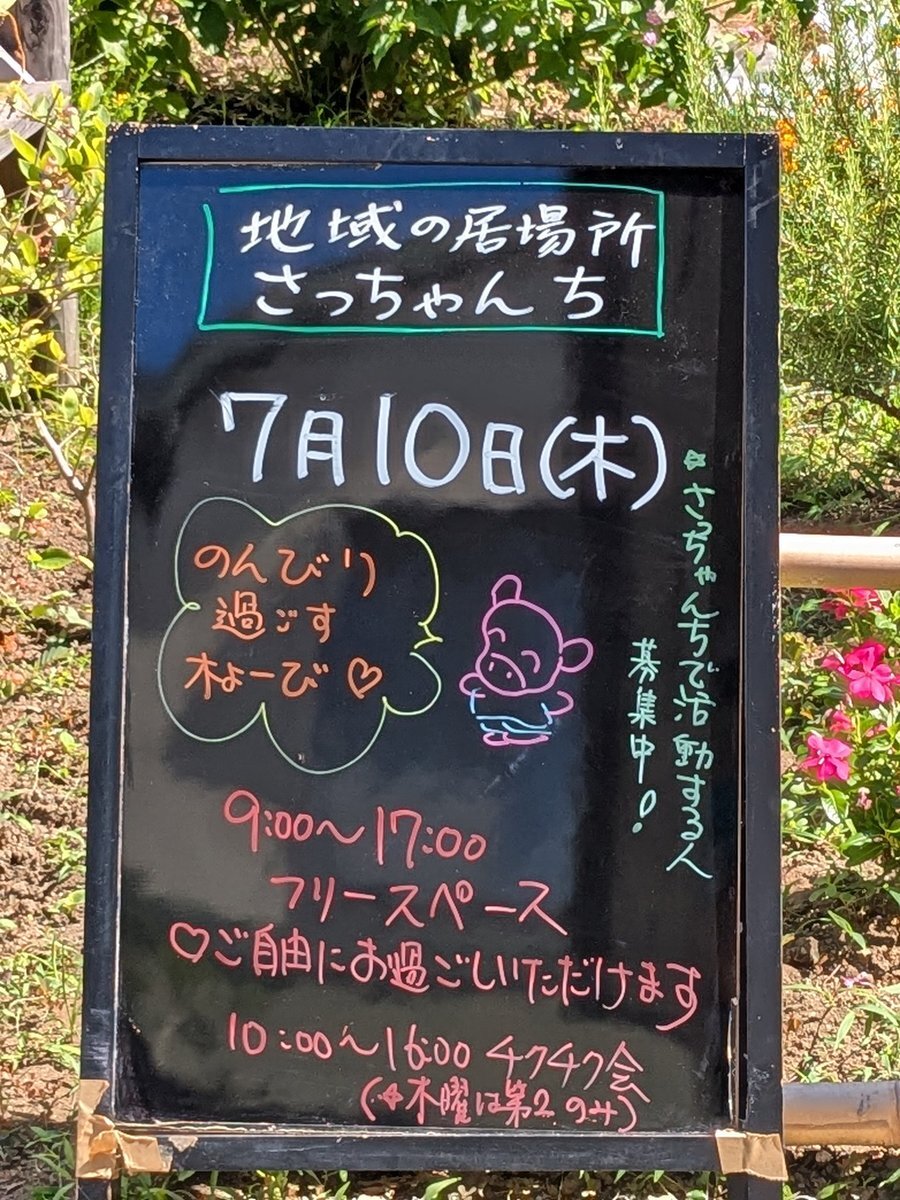 地域の居場所
さっちゃんち
7月10日(木)
のんびり
過ごす
木よーび♡
☆さっちゃんちで活動する人
募集中!
9:00〜17:00
フリースペース
♡ご自由にお過ごしいただけます
10:00〜16:00 チクチク会
(☆木曜は第2のみ)